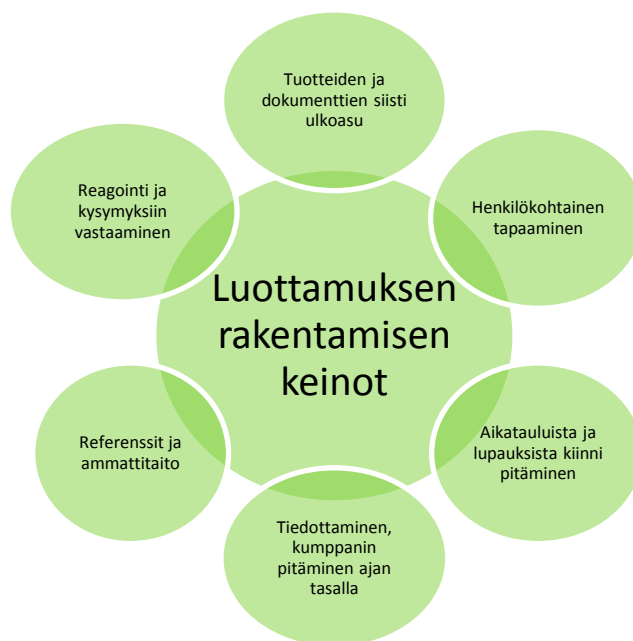 Tuotteiden ja
dokumenttien siisti
ulkoasu
Henkilökohtainen
tapaaminen
Reagointi ja
kysymyksiin
vastaaminen
Luottamuksen
rakentamisen
keinot
Aikatauluista ja
lupauksista kiinni
pitäminen
Referenssit ja
ammattitaito
Tiedottaminen,
kumppanin
pitäminen ajan
tasalla